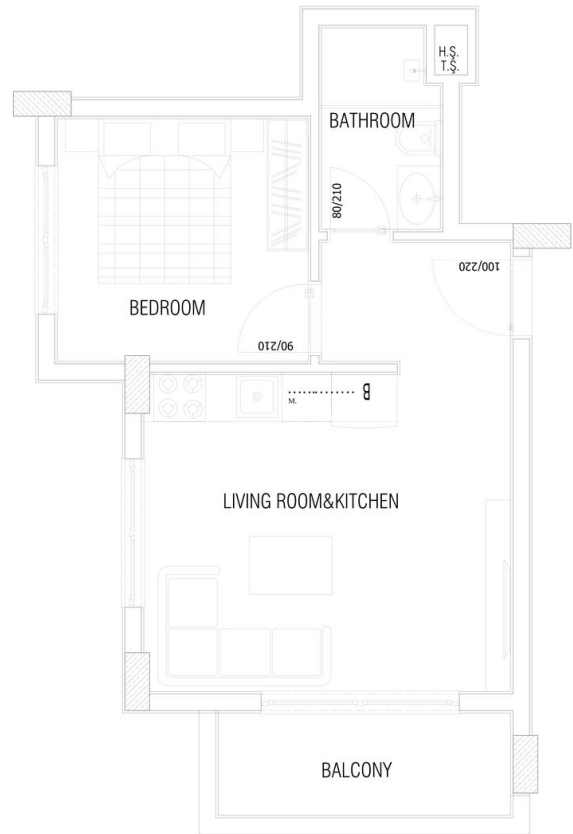 H.Ş.
T.Ş.
BATHROOM
80/210
100/220
BEDROOM
90/210
M.
B
LIVING ROOM&KITCHEN
BALCONY